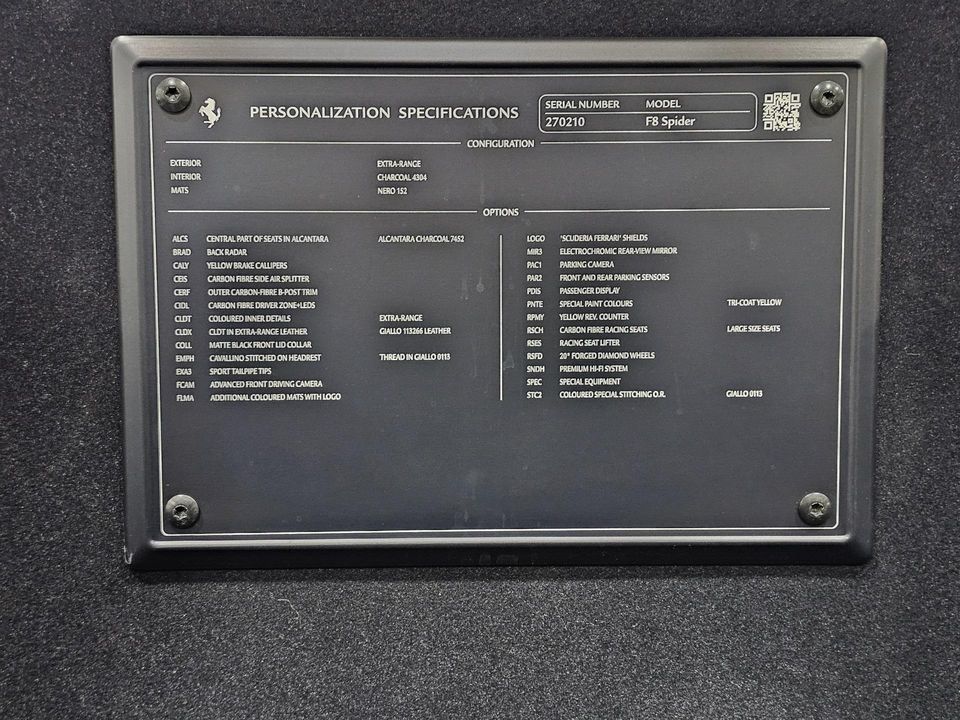 PERSONALIZATION SPECIFICATIONS
SERIAL NUMBER MODEL
270210 F8 Spider
CONFIGURATION
EXTERIOR EXTRA-RANGE
INTERIOR CHARCOAL 4304
MATS NERO 152
OPTIONS
ALCS CENTRAL PART OF SEATS IN ALCANTARA ALCANTARA CHARCOAL 7452
BRAD BACK RADAR
CALY YELLOW BRAKE CALLIPERS
CEIS CARBON FIBRE SIDE AIR SPLITTER
CERF OUTER CARBON-FIBRE B-POST TRIM
CIDL CARBON FIBRE DRIVER ZONE+LEDS
CLDT COLOURED INNER DETAILS EXTRA-RANGE
CLDX CLDT IN EXTRA-RANGE LEATHER GIALLO 113266 LEATHER
COLL MATTE BLACK FRONT LID COLLAR
EMPH CAVALLINO STITCHED ON HEADREST THREAD IN GIALLO 0113
EXA3 SPORT TAILPIPE TIPS
FCAM ADVANCED FRONT DRIVING CAMERA
FLMA ADDITIONAL COLOURED MATS WITH LOGO
LOGO 'SCUDERIA FERRARI' SHIELDS
MIR3 ELECTROCHROMIC REAR-VIEW MIRROR
PAC1 PARKING CAMERA
PAR2 FRONT AND REAR PARKING SENSORS
PDIS PASSENGER DISPLAY
PNTE SPECIAL PAINT COLOURS TRI-COAT YELLOW
RPMY YELLOW REV. COUNTER
RSCH CARBON FIBRE RACING SEATS LARGE SIZE SEATS
RSES RACING SEAT LIFTER
RSFD 20" FORGED DIAMOND WHEELS
SNDH PREMIUM HI-FI SYSTEM
SPEC SPECIAL EQUIPMENT
STC2 COLOURED SPECIAL STITCHING O.R. GIALLO 0113